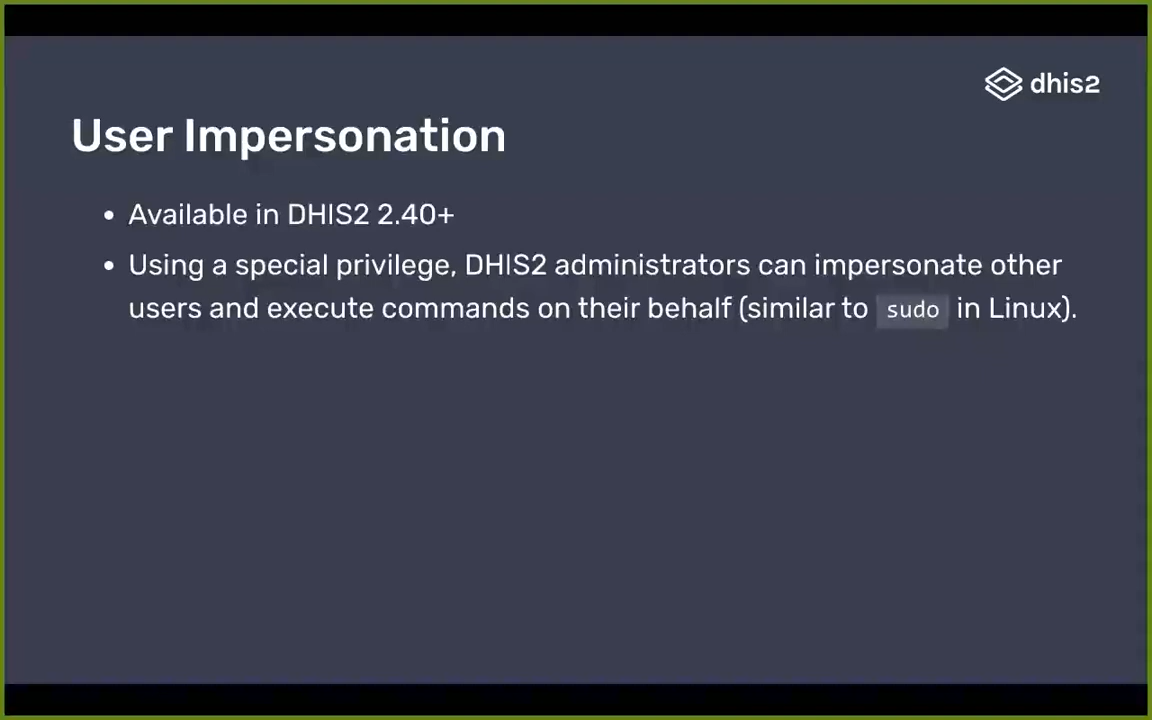 dhis2
User Impersonation
• Available in DHIS2 2.40+
• Using a special privilege, DHIS2 administrators can impersonate other
users and execute commands on their behalf (similar to sudo in Linux).